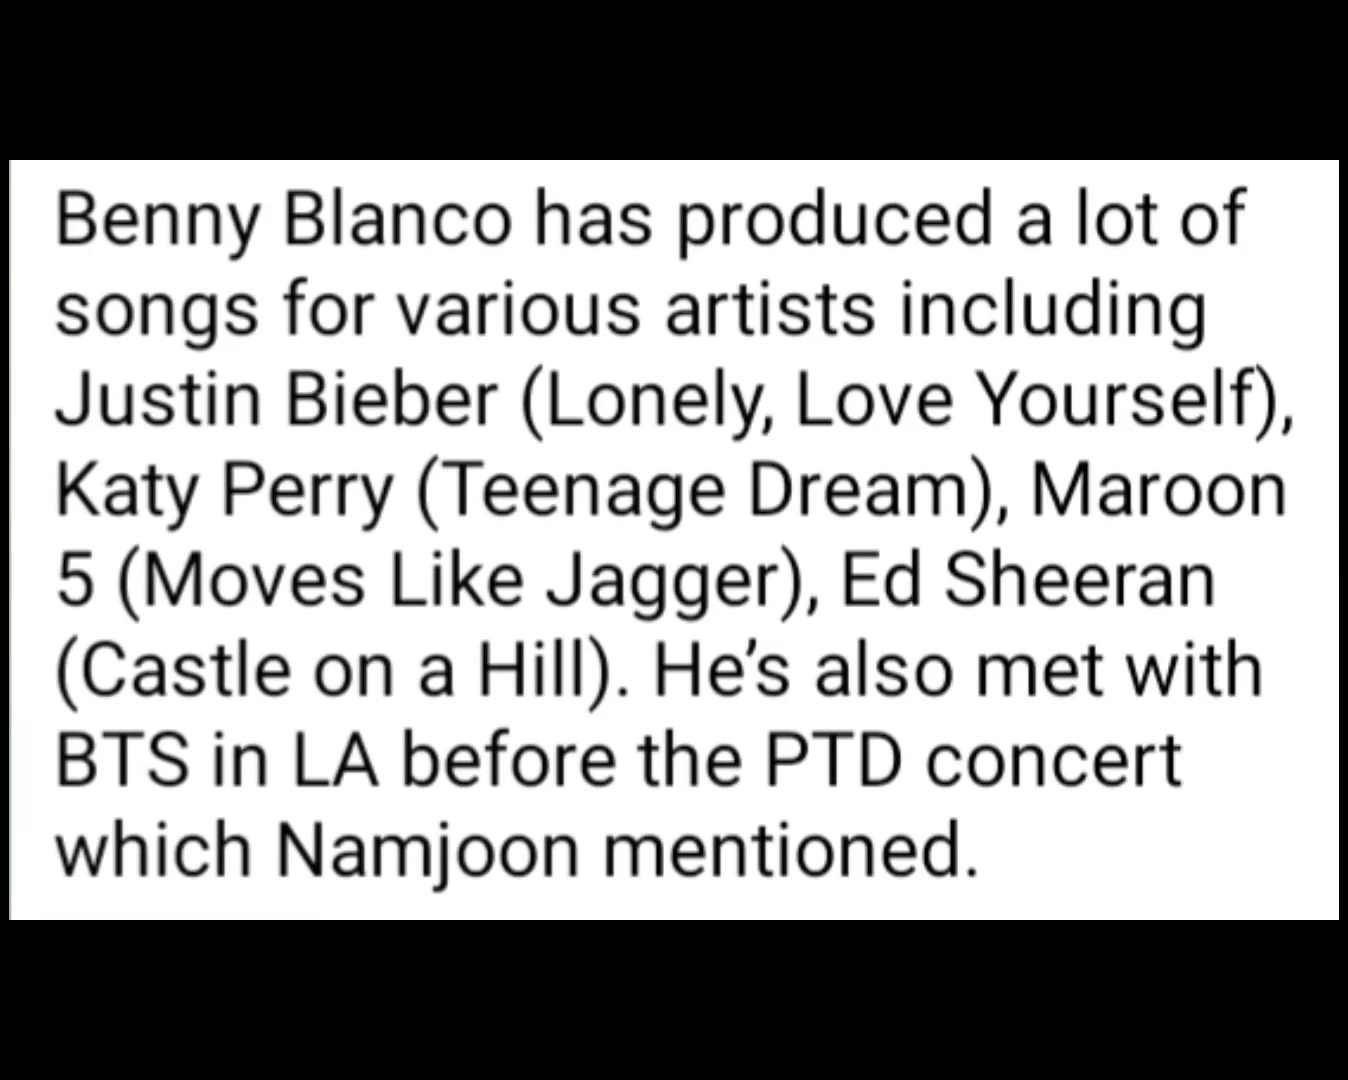 Benny Blanco has produced a lot of
songs for various artists including
Justin Bieber (Lonely, Love Yourself),
Katy Perry (Teenage Dream), Maroon
5 (Moves Like Jagger), Ed Sheeran
(Castle on a Hill). He’s also met with
BTS in LA before the PTD concert
which Namjoon mentioned.